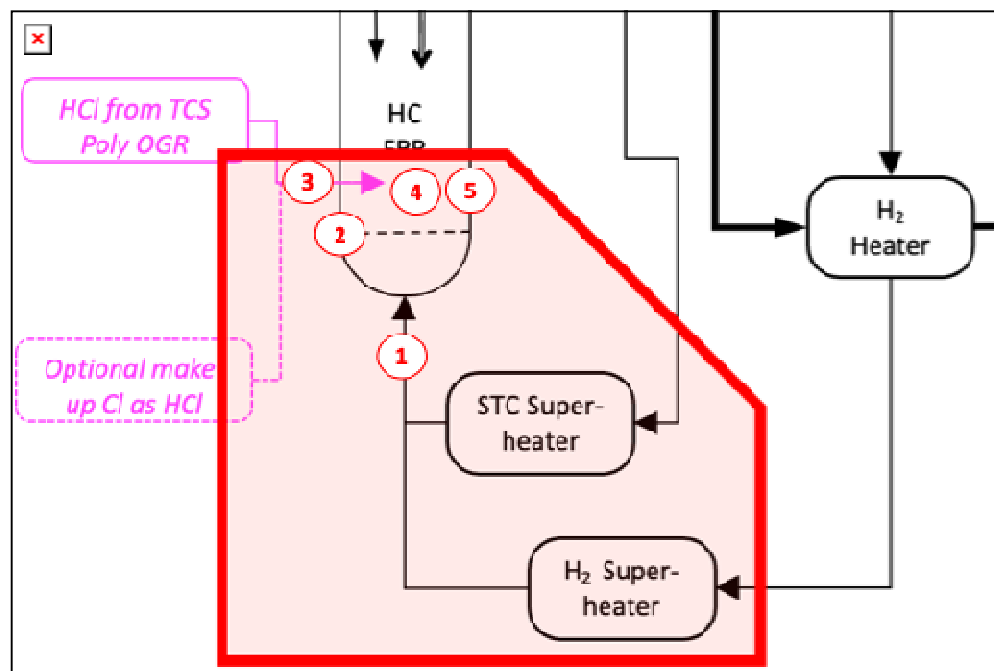 HCl from TCS
Poly OGR
HC
FBR
3
4
5
2
1
H₂
Heater
Optional make
up Cl as HCl
STC Super-
heater
H₂ Super-
heater